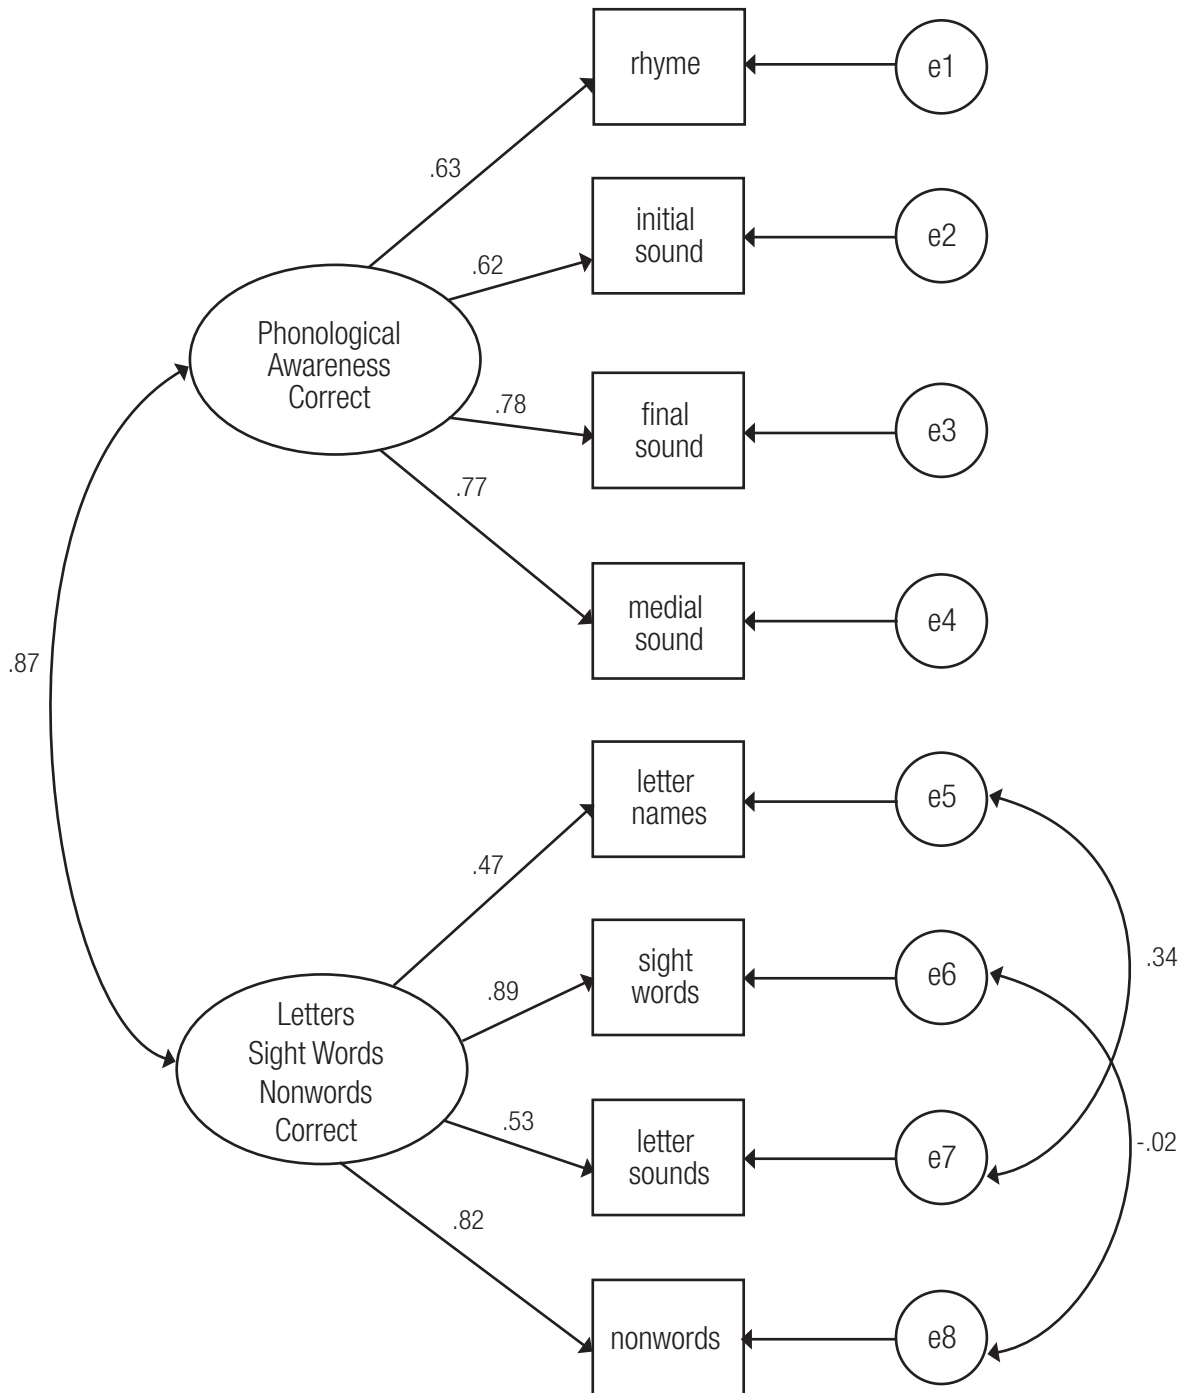 rhyme
e1
.63
initial
sound
e2
.62
Phonological
Awareness
Correct
.78
final
sound
e3
.77
medial
sound
e4
.87
letter
names
e5
.47
.34
sight
words
e6
.89
Letters
Sight Words
Nonwords
Correct
.53
letter
sounds
e7
-.02
.82
nonwords
e8